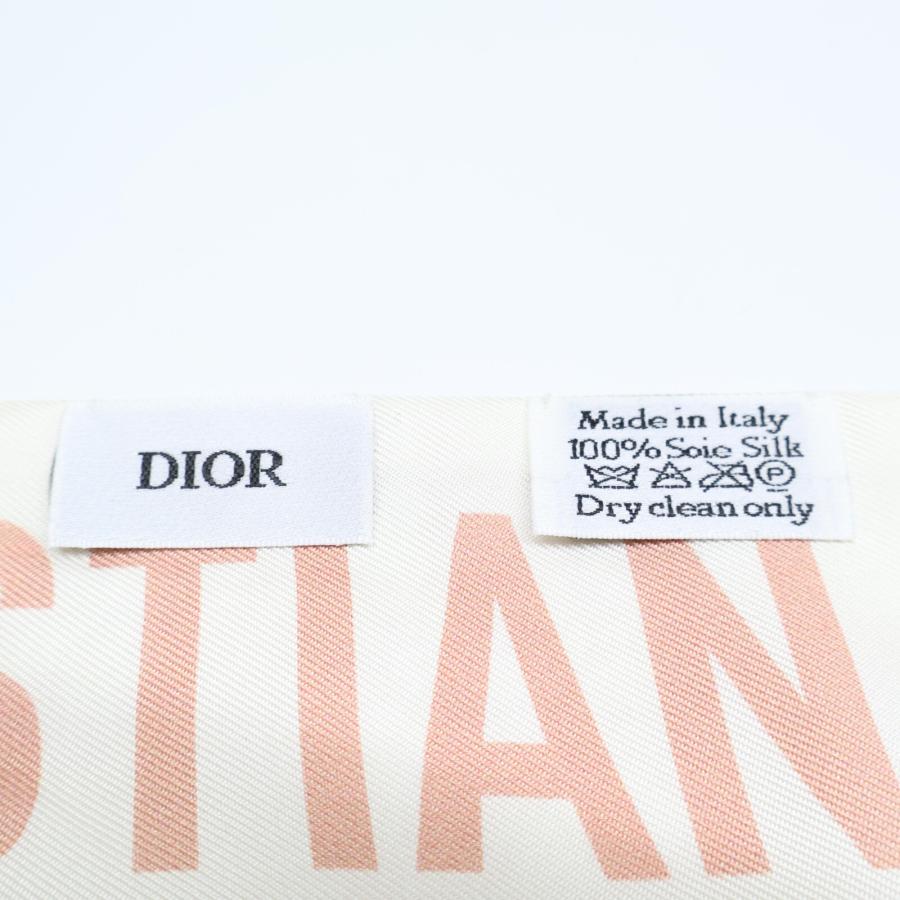 DIOR
Made in Italy
100% Soie Silk
Dry clean only
STIAN